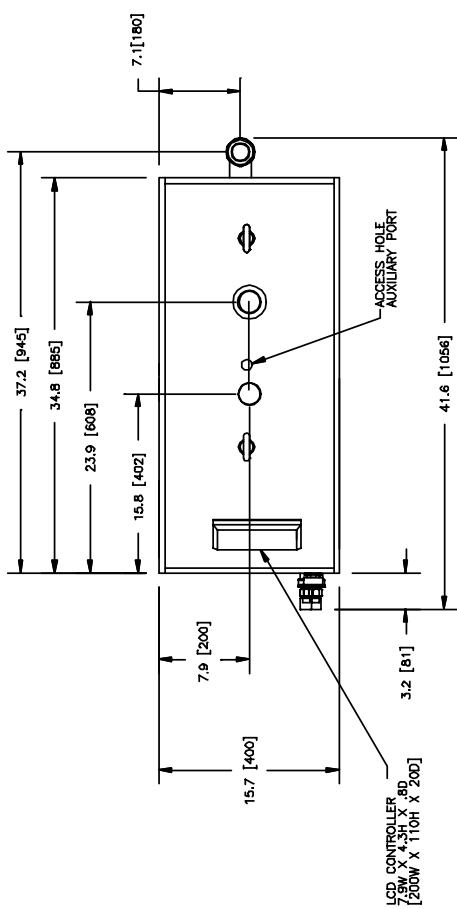 7.1[180]
37.2 [945]
34.8 [885]
23.9 [608]
15.8 [402]
ACCESS HOLE
AUXILIARY PORT
41.6 [1056]
7.9 [200]
3.2 [81]
15.7 [400]
LCD CONTROLLER
7.9W X 4.3H X .8D
[200W X 110H X 20D]